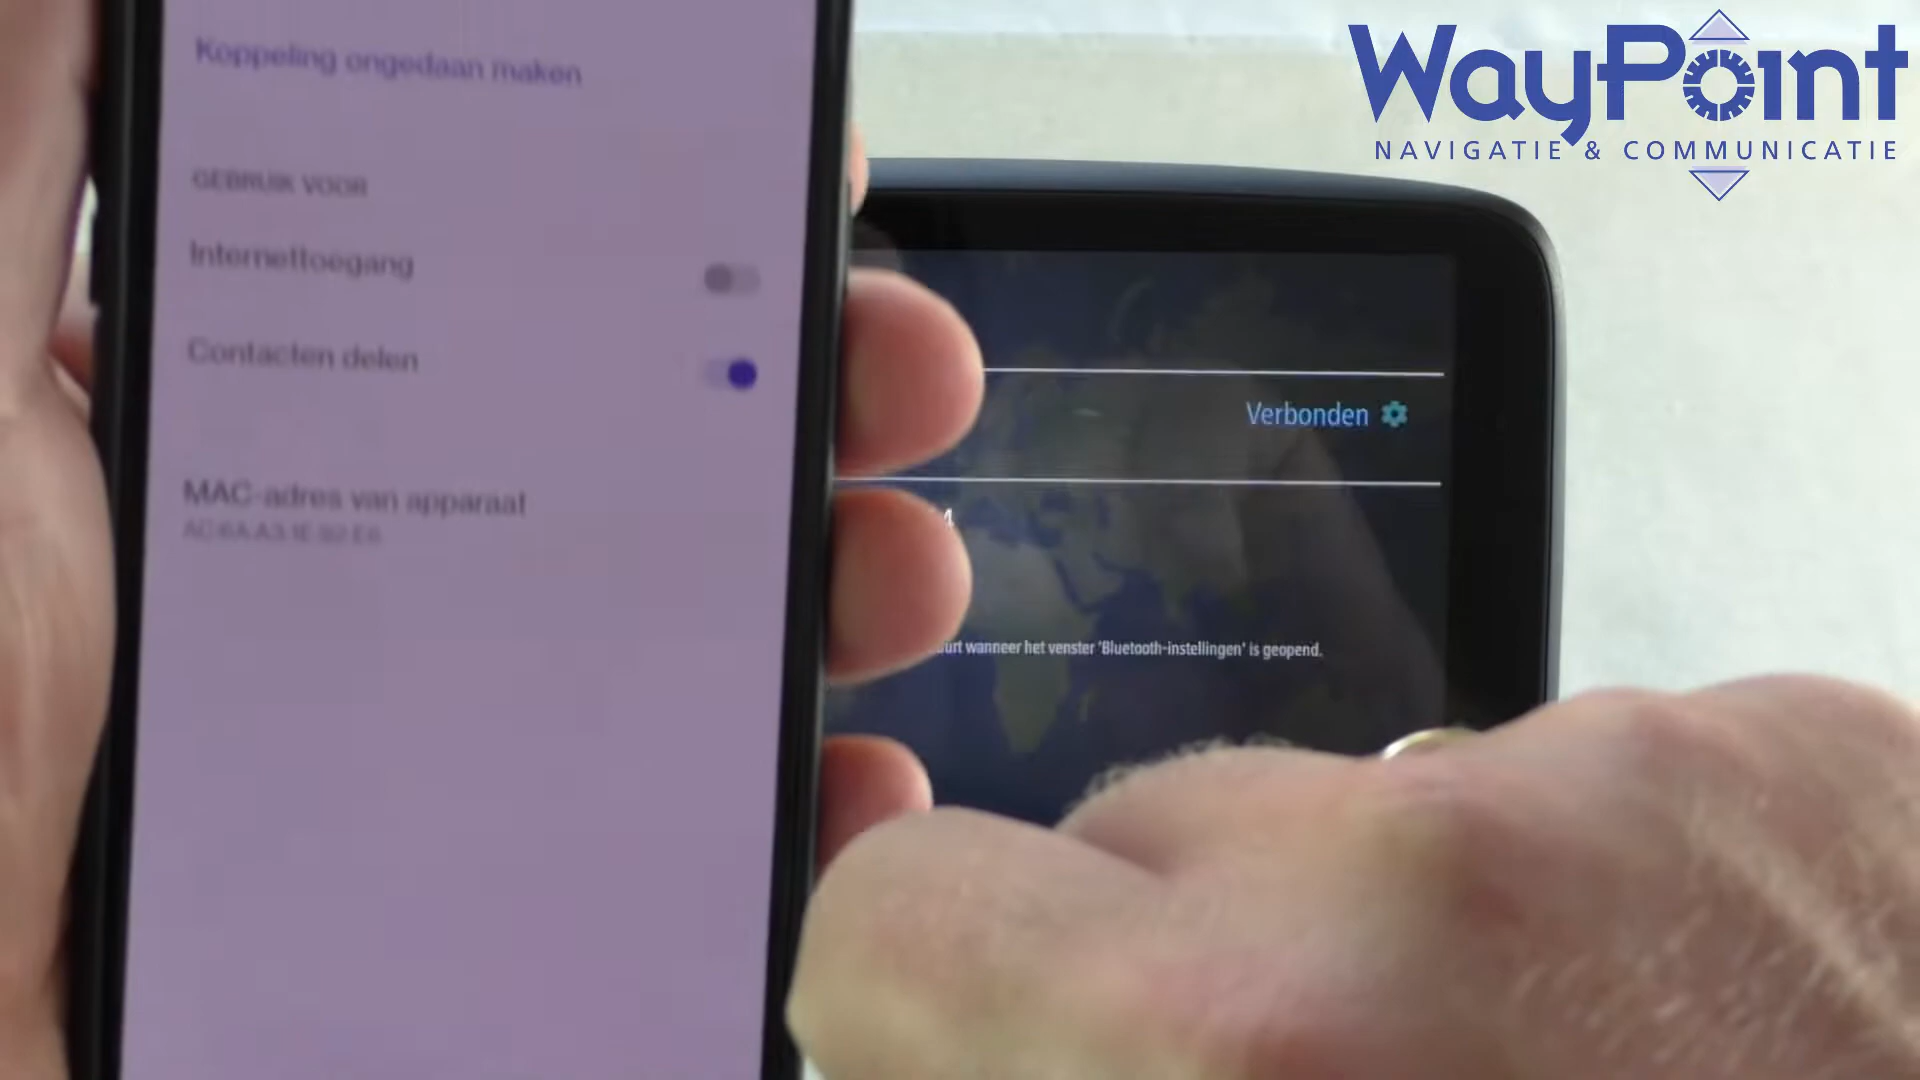 WayPoint
NAVIGATIE & COMMUNICATIE
Koppeling ongedaan maken
GEBRUIK VOOR
Internettoegang
Contacten delen
MAC-adres van apparaat
Verbonden
4
wanneer het venster 'Bluetooth-instellingen' is geopend.